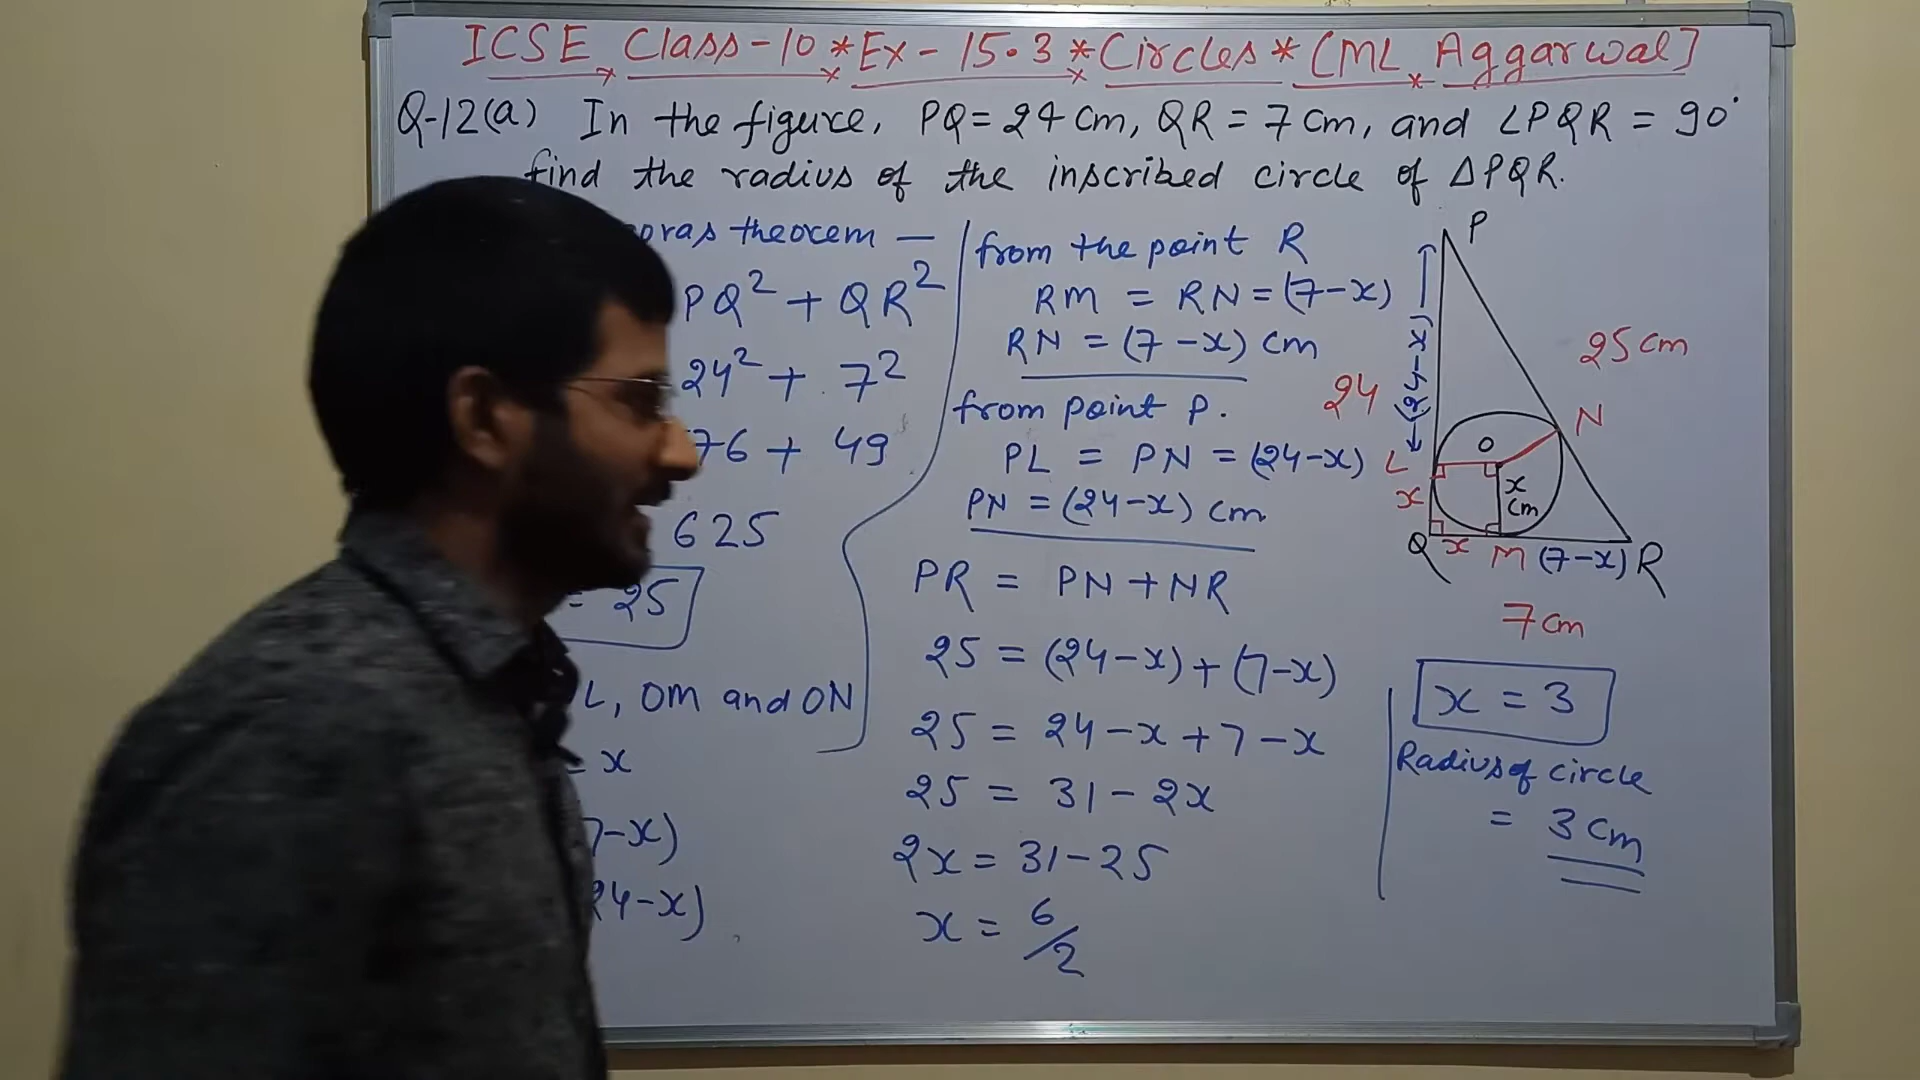 ICSE Class-10 * Ex-15.3 * Circles * [ML Aggarwal]
Q-12(a) In the figure, PQ = 24 cm, QR = 7 cm, and ∠PQR = 90°
find the radius of the inscribed circle of ΔPQR.
theorem —
PQ² + QR²
24² + 7²
76 + 49
625
= 25
L, OM and ON
= x
7-x)
24-x)
from the point R
RM = RN = (7-x)
RN = (7-x) cm
from point P.
PL = PN = (24-x)
PN = (24-x) cm
PR = PN + NR
25 = (24-x) + (7-x)
25 = 24-x+7-x
25 = 31-2x
2x = 31-25
x = 6/2
P
(24-x)
24
25 cm
N
O
L
x
x
cm
Q x M (7-x) R
7 cm
x = 3
Radius of circle
= 3 cm